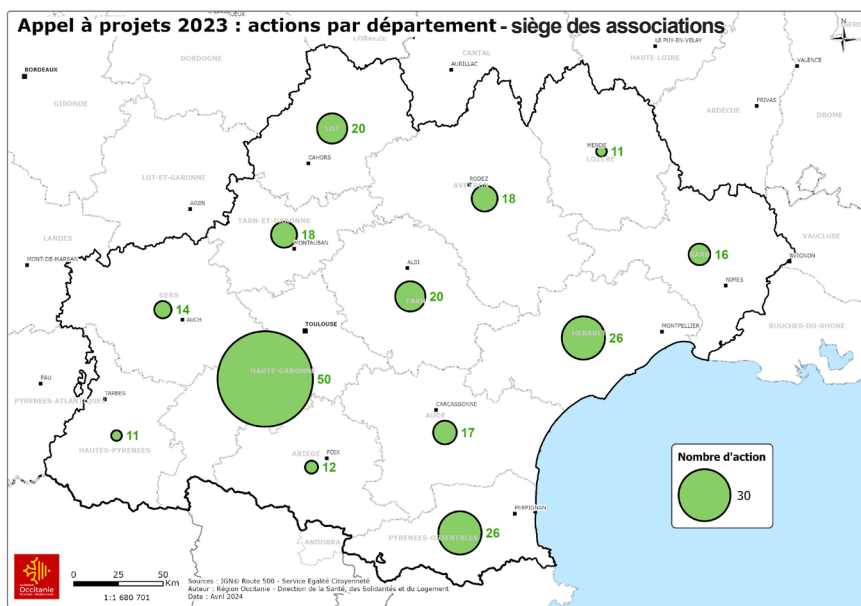 Appel à projets 2023 : actions par département - siège des associations
N
CANTAL
LE PUY-EN-VELAY
AURILLAC
HAUTE-LOIRE
DORDOGNE
VALENCE
BORDEAUX
GIRONDE
PRIVAS
ARDECHE
DROME
LOT
20
CAHORS
MENDE
11
LOZERE
LOT-ET-GARONNE
RODEZ
AVEYRON
18
AGEN
TARN-ET-GARONNE
18
MONTAUBAN
LANDES
MONT-DE-MARSAN
VAUCLUSE
AVIGNON
GARD
16
NIMES
ALBI
TARN
20
GERS
14
AUCH
TOULOUSE
HERAULT
26
MONTPELLIER
BOUCHES-DU-RHONE
HAUTE-GARONNE
50
PAU
PYRENEES-ATLANTIQUES
TARBES
11
HAUTES-PYRENEES
CARCASSONNE
AUDE
17
ARIEGE
FOIX
12
Nombre d'action
30
PERPIGNAN
PYRENEES-ORIENTALES
26
ANDORRA
Occitanie
0 25 50 Km
1:1 680 701
Sources : IGN© Route 500 - Service Egalité Citoyenneté
Auteur : Région Occitanie - Direction de la Santé, des Solidarités et du Logement
Date : Avril 2024